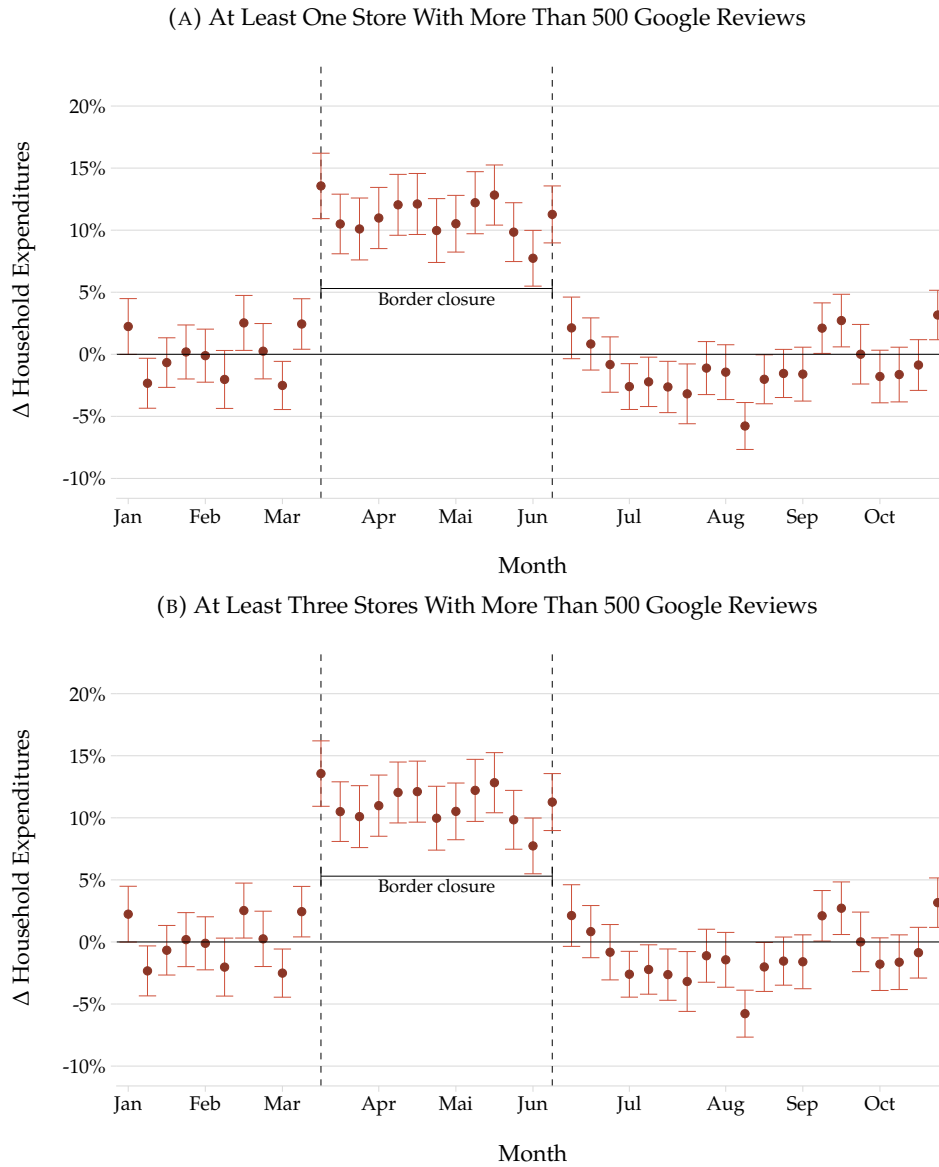 (A) At Least One Store With More Than 500 Google Reviews
20%
15%
10%
5%
0%
-5%
-10%
Δ Household Expenditures
Border closure
Jan Feb Mar Apr Mai Jun Jul Aug Sep Oct
Month
(B) At Least Three Stores With More Than 500 Google Reviews
20%
15%
10%
5%
0%
-5%
-10%
Δ Household Expenditures
Border closure
Jan Feb Mar Apr Mai Jun Jul Aug Sep Oct
Month